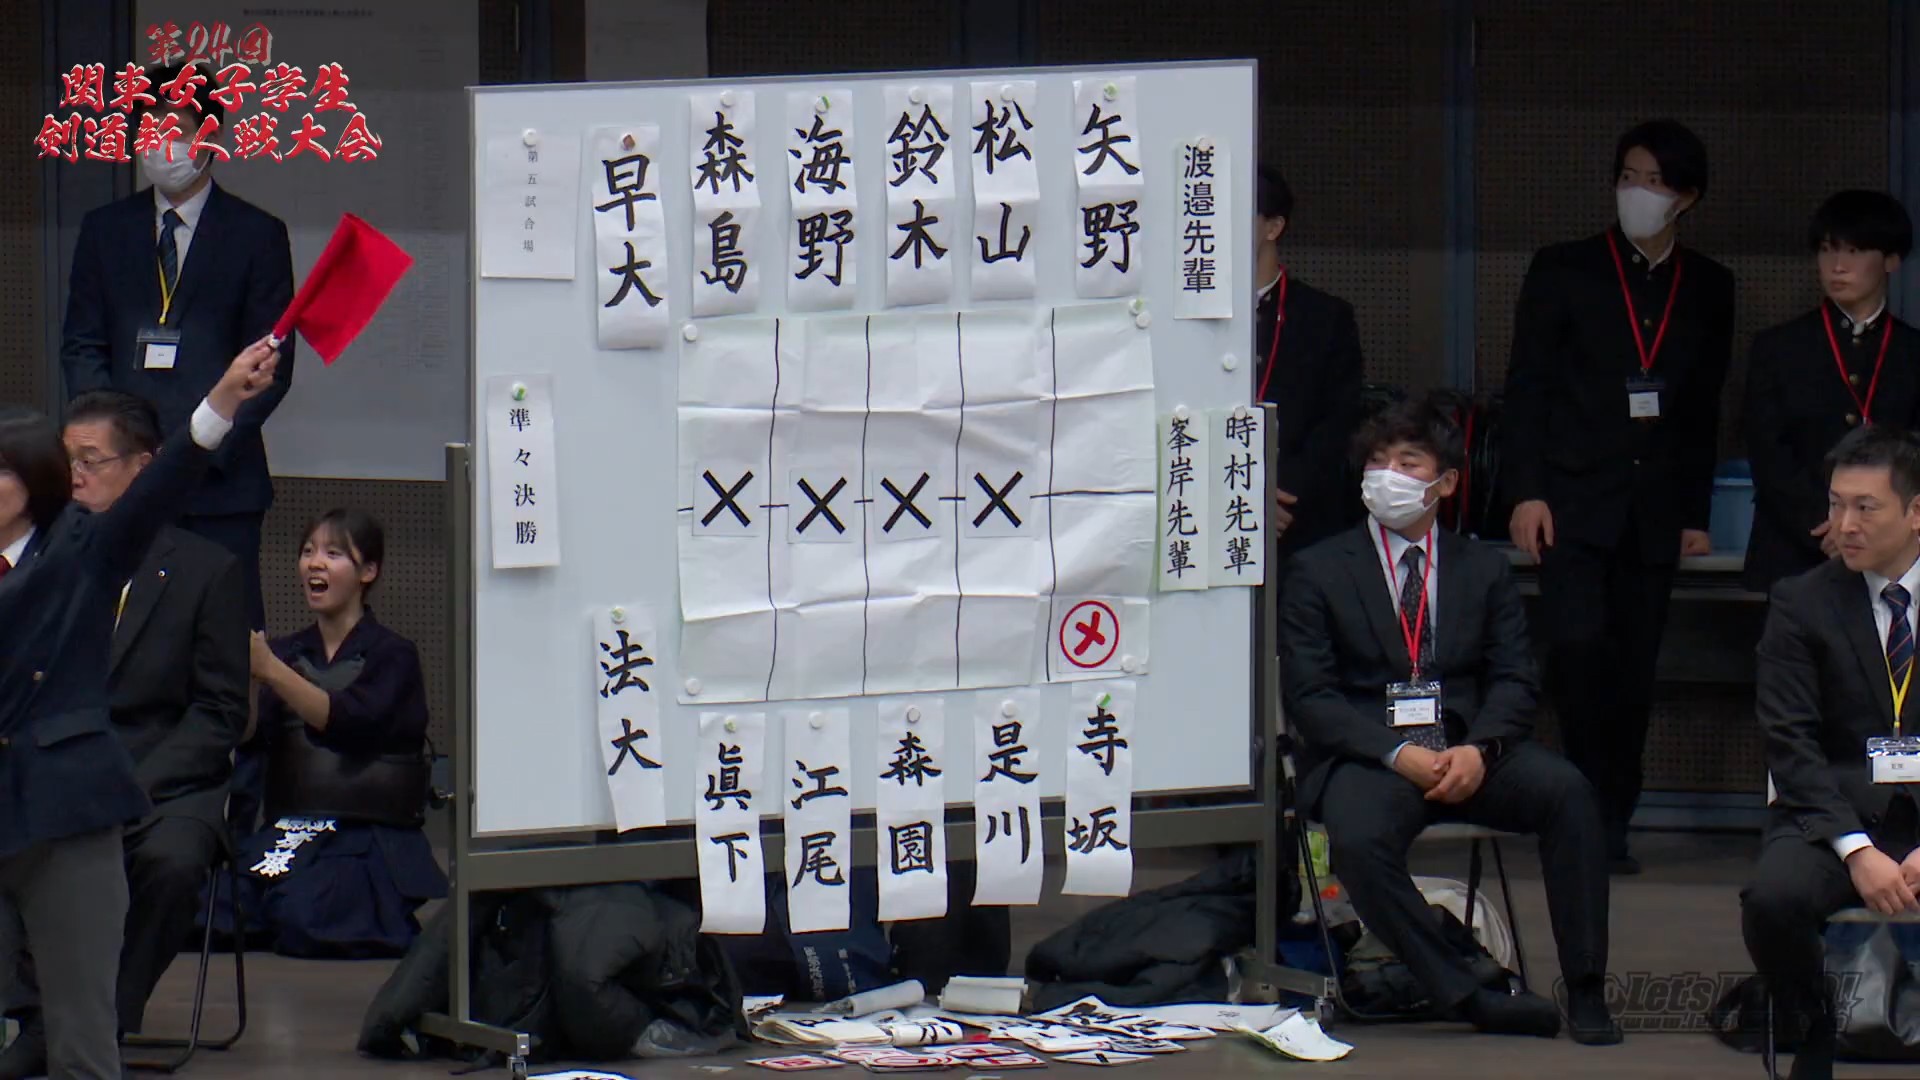 第24回
関東女子学生
剣道新人戦大会
第五試合場
準々決勝
早大
森島
海野
鈴木
松山
矢野
渡邉先輩
峯岸先輩
時村先輩
法大
眞下
江尾
森園
是川
寺坂